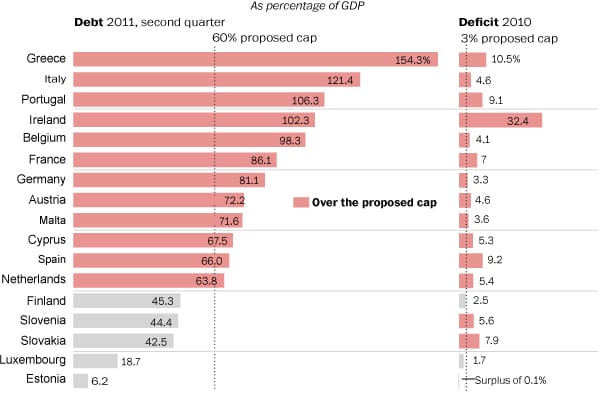 As percentage of GDP
Debt 2011, second quarter Deficit 2010
60% proposed cap 3% proposed cap
Greece 154.3% 10.5%
Italy 121.4 4.6
Portugal 106.3 9.1
Ireland 102.3 32.4
Belgium 98.3 4.1
France 86.1 7
Germany 81.1 3.3
Austria 72.2 4.6
Over the proposed cap
Malta 71.6 3.6
Cyprus 67.5 5.3
Spain 66.0 9.2
Netherlands 63.8 5.4
Finland 45.3 2.5
Slovenia 44.4 5.6
Slovakia 42.5 7.9
Luxembourg 18.7 1.7
Estonia 6.2 Surplus of 0.1%